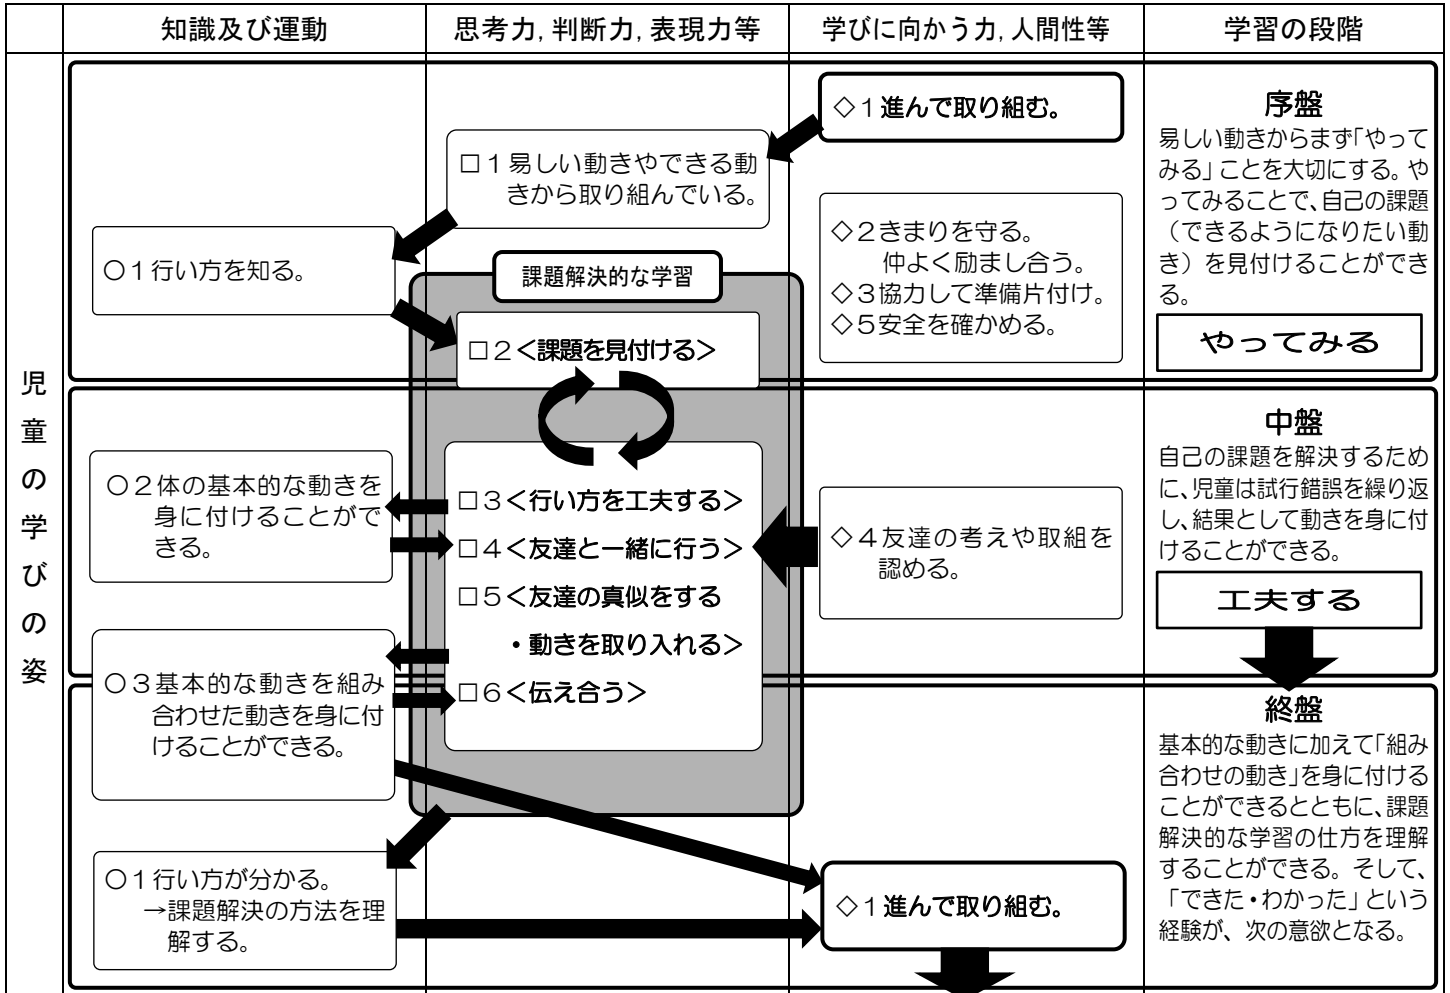 知識及び運動
思考力,判断力,表現力等
学びに向かう力,人間性等
学習の段階
児童の学びの姿
◇1進んで取り組む。
□1易しい動きやできる動
きから取り組んでいる。
○1行い方を知る。
課題解決的な学習
□2<課題を見付ける>
◇2きまりを守る。
仲よく励まし合う。
◇3協力して準備片付け。
◇5安全を確かめる。
序盤
易しい動きからまず「やって
みる」ことを大切にする。や
ってみることで、自己の課題
(できるようになりたい動
き)を見付けることができ
る。
やってみる
○2体の基本的な動きを
身に付けることがで
きる。
□3<行い方を工夫する>
□4<友達と一緒に行う>
□5<友達の真似をする
・動きを取り入れる>
□6<伝え合う>
◇4友達の考えや取組を
認める。
中盤
自己の課題を解決するため
に、児童は試行錯誤を繰り返
し、結果として動きを身に付
けることができる。
工夫する
○3基本的な動きを組み
合わせた動きを身に付
けることができる。
○1行い方が分かる。
→課題解決の方法を理
解する。
◇1進んで取り組む。
終盤
基本的な動きに加えて「組み
合わせの動き」を身に付ける
ことができるとともに、課題
解決的な学習の仕方を理解
することができる。そして、
「できた・わかった」という
経験が、次の意欲となる。